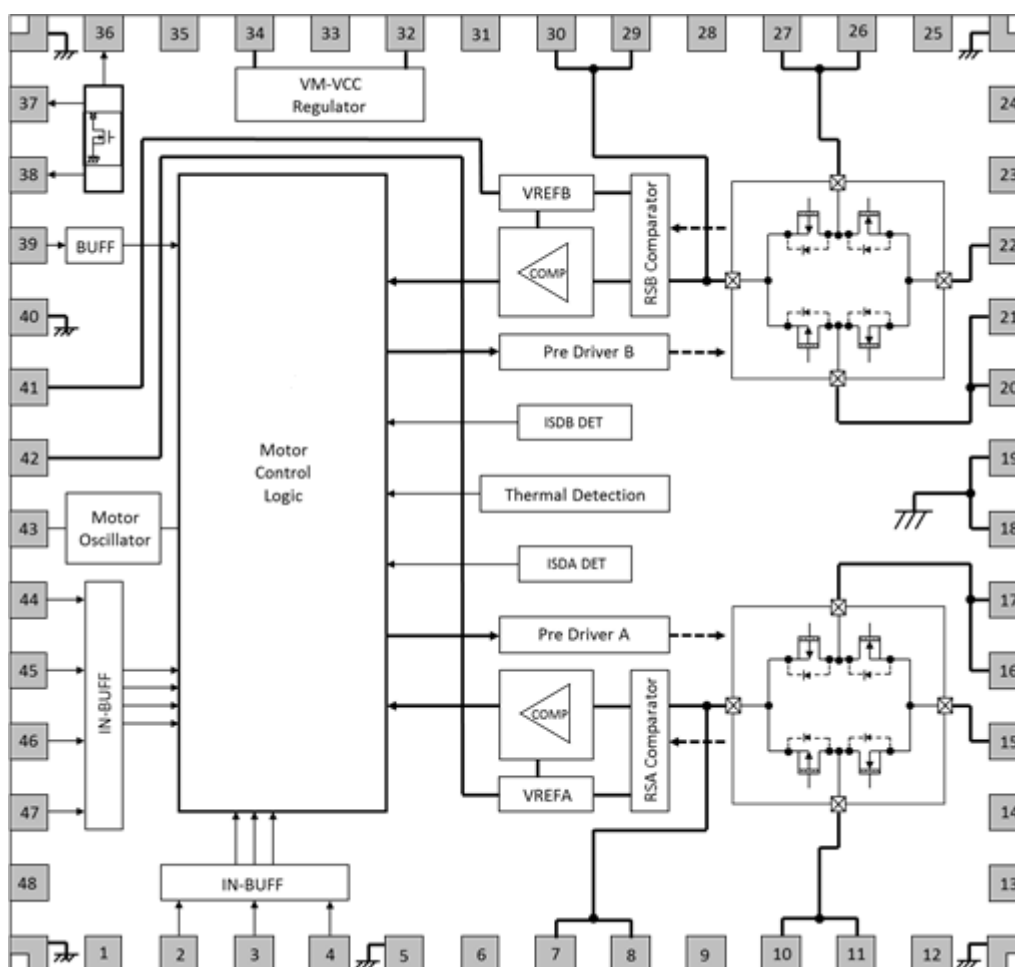 36 35 34 33 32 31 30 29 28 27 26 25
VM-VCC
Regulator
37
24
38
23
VREFB
RSB Comparator
39
BUFF
22
COMP
40
21
Pre Driver B
41
20
ISDB DET
42
Motor
Control
Logic
19
Thermal Detection
43
Motor
Oscillator
18
ISDA DET
44
17
Pre Driver A
45
16
IN-BUFF
COMP
RSA Comparator
46
15
VREFA
47
14
48
IN-BUFF
13
1 2 3 4 5 6 7 8 9 10 11 12